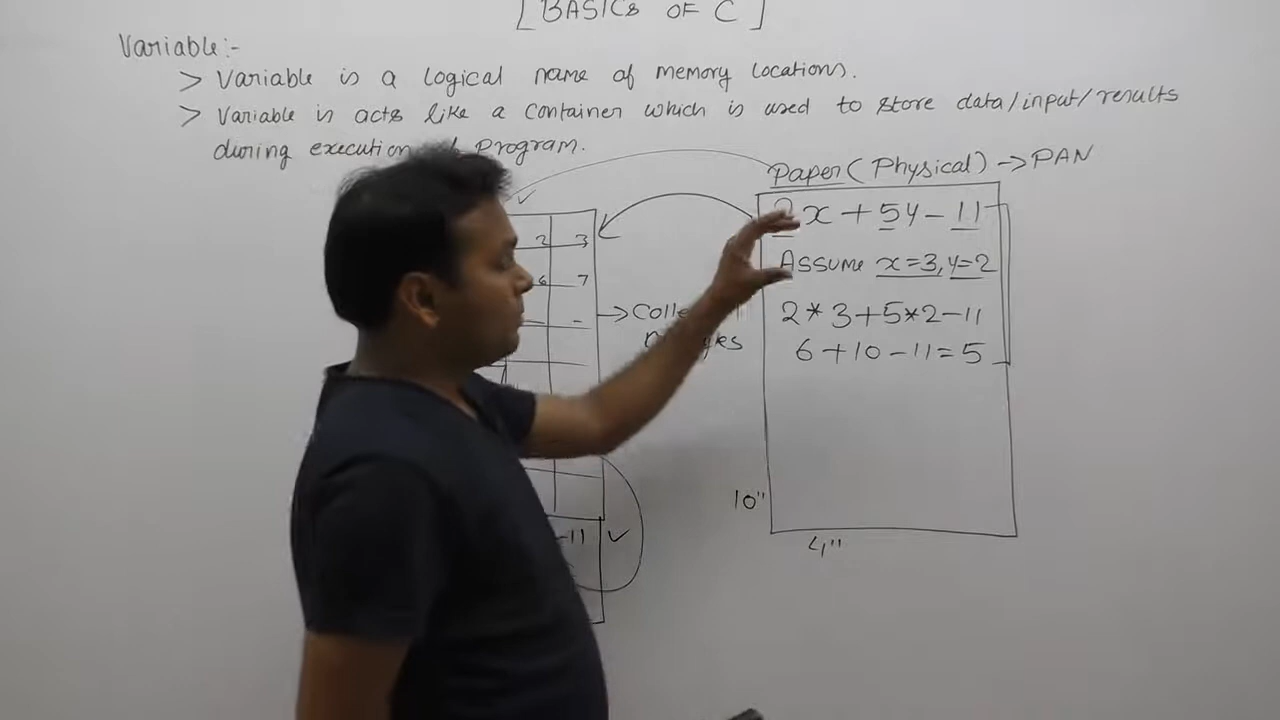 [ BASICS OF C ]
Variable:-
> Variable is a logical name of memory locations.
> Variable is acts like a container which is used to store data/input/results
during execution program.
Paper (Physical) -> PAN
2x + 5y - 11
Assume x=3, y=2
2*3+5*2-11
6+10-11=5
10"
4"
2 3
6 7
- -
->
-11 ✓